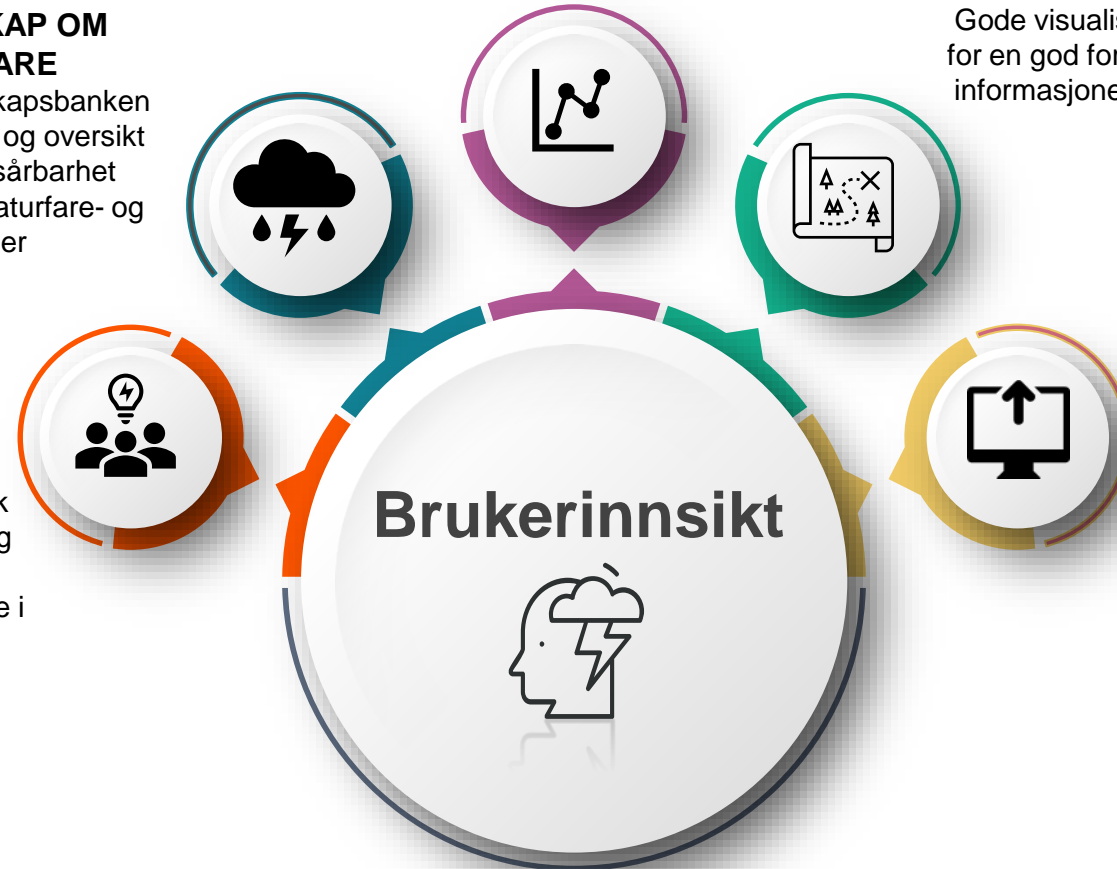 KAP OM
ARE
kapsbanken
og oversikt
sårbarhet
aturfare- og
er
Gode visualis
for en god for
informasjone
k
g
e i
Brukerinnsikt